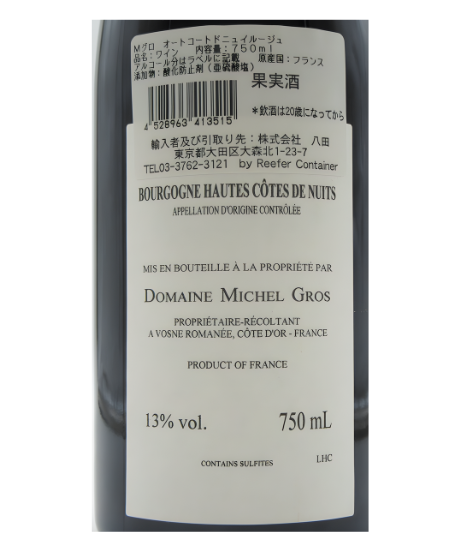 Mグロ オートコートドニュイルージュ
品名：ワイン 内容量：750ml
アルコール分はラベルに記載 原産国：フランス
添加物：酸化防止剤（亜硫酸塩）
果実酒
4 528963 413515
＊飲酒は20歳になってから
輸入者及び引取り先：株式会社 八田
東京都大田区大森北1-23-7
TEL03-3762-3121 by Reefer Container
BOURGOGNE HAUTES CÔTES DE NUITS
APPELLATION D'ORIGINE CONTRÔLÉE
MIS EN BOUTEILLE À LA PROPRIÉTÉ PAR
DOMAINE MICHEL GROS
PROPRIÉTAIRE-RÉCOLTANT
A VOSNE ROMANÉE, CÔTE D'OR - FRANCE
PRODUCT OF FRANCE
13% vol. 750 mL
CONTAINS SULFITES LHC